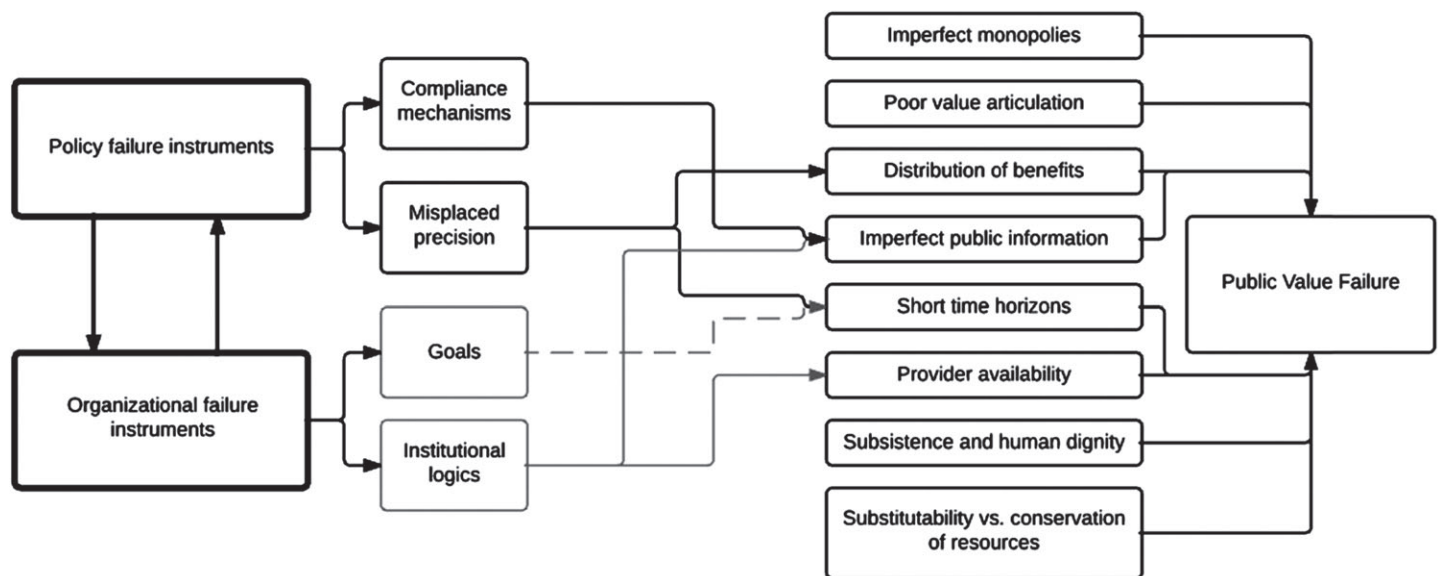 Policy failure instruments
Organizational failure
instruments
Compliance
mechanisms
Misplaced
precision
Goals
Institutional
logics
Imperfect monopolies
Poor value articulation
Distribution of benefits
Imperfect public information
Short time horizons
Provider availability
Subsistence and human dignity
Substitutability vs. conservation
of resources
Public Value Failure